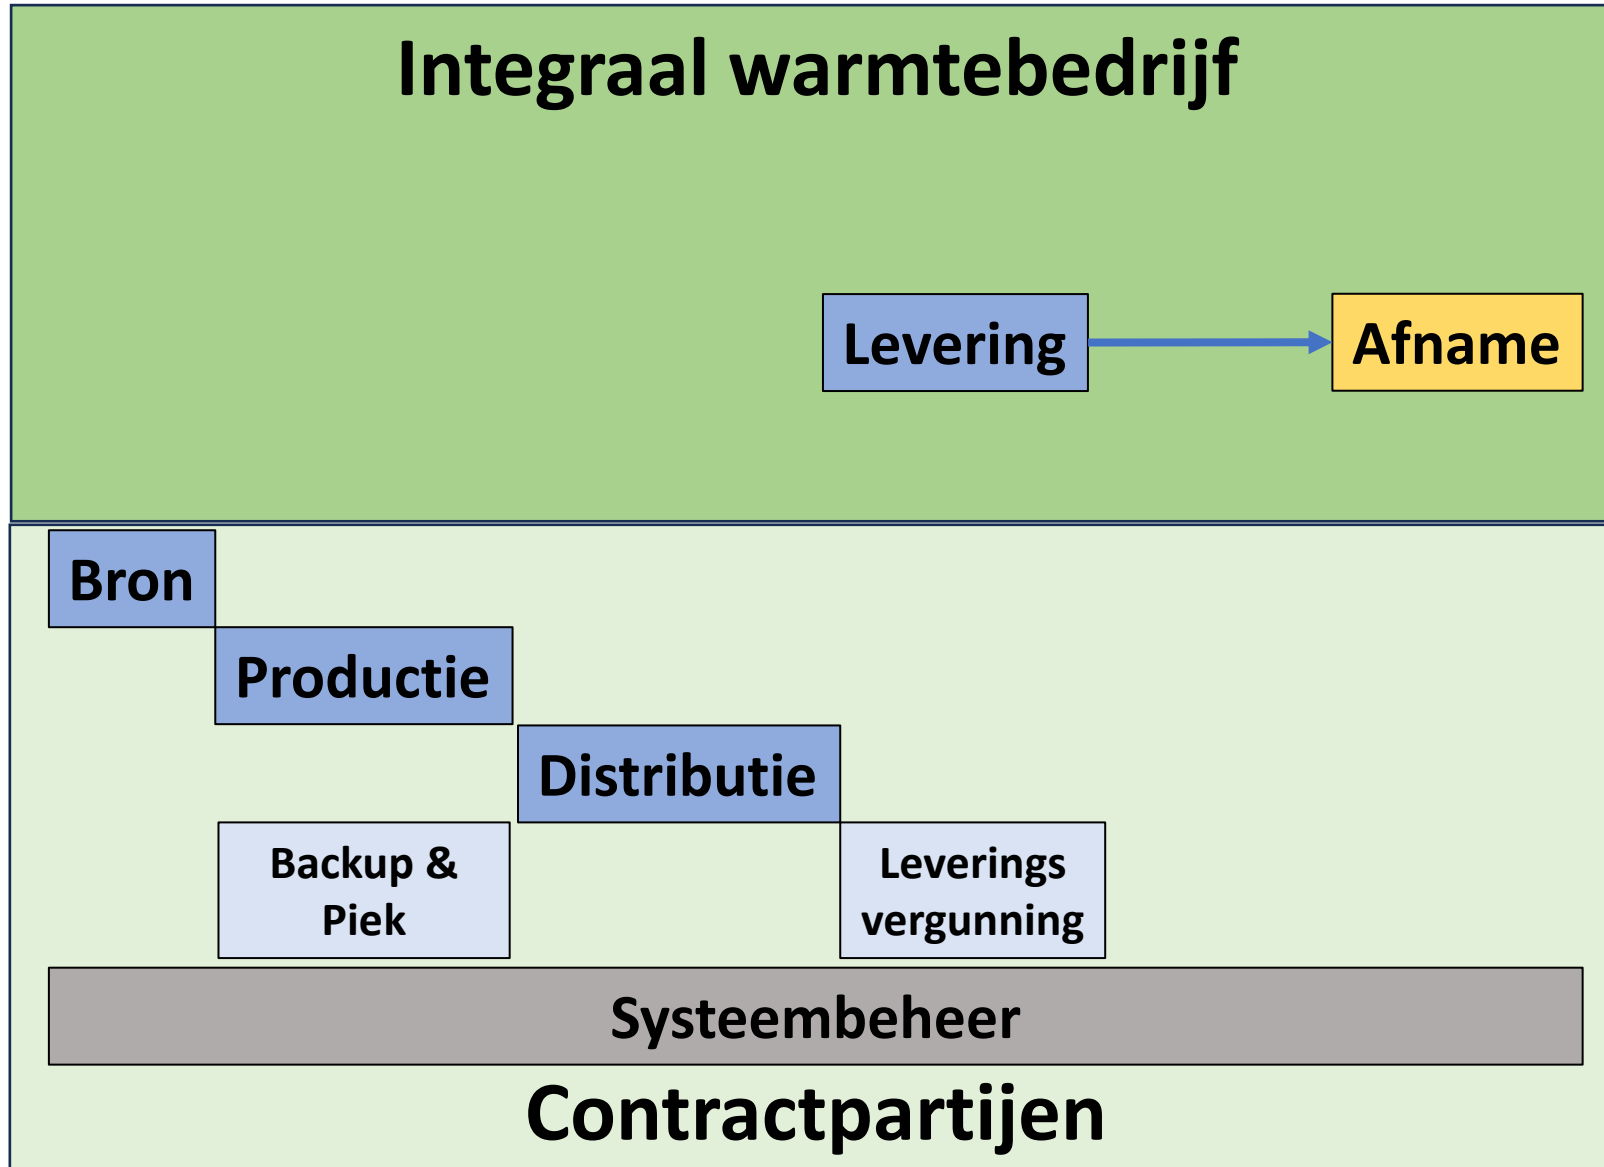 Integraal warmtebedrijf
Levering
Afname
Bron
Productie
Distributie
Backup &
Piek
Leverings
vergunning
Systeembeheer
Contractpartijen